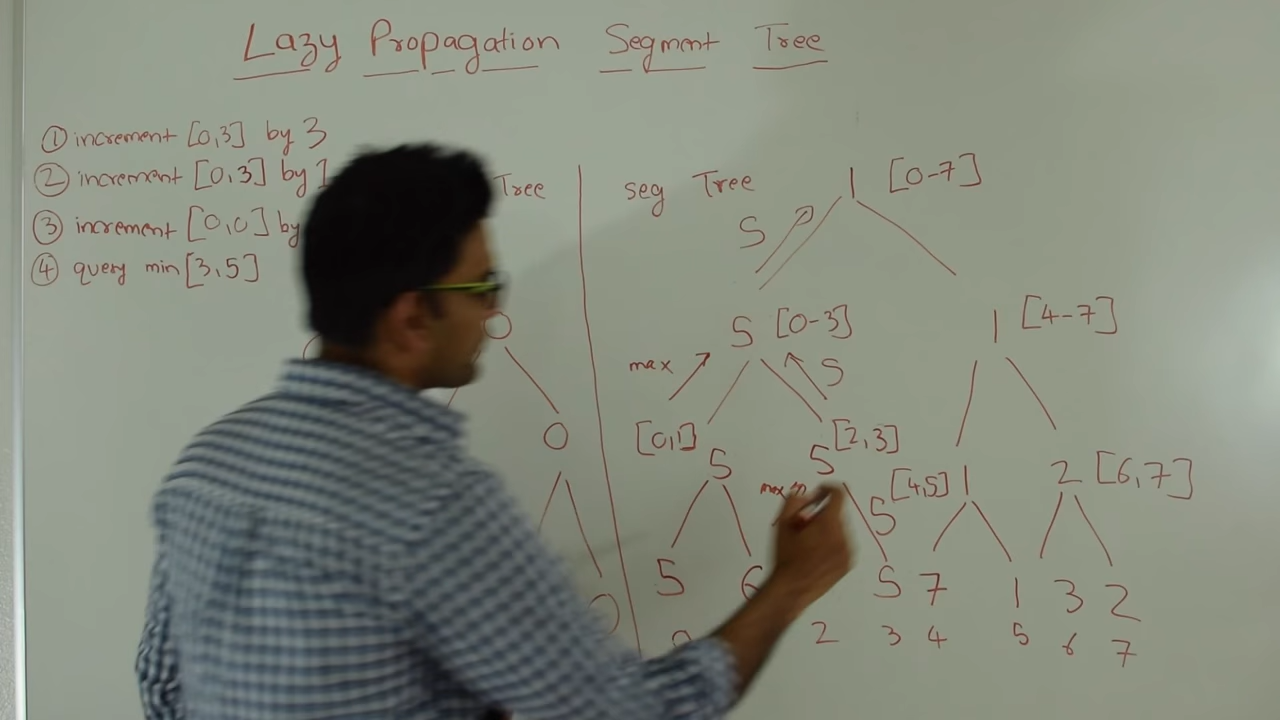 Lazy Propagation Segment Tree
① increment [0,3] by 3
② increment [0,3] by 1
③ increment [0,0] by
④ query min [3,5]
Tree
seg Tree
1 [0-7]
5
0
5 [0-3]
1 [4-7]
max
5
0
[0,1] 5
5 [2,3]
[4,5] 1
2 [6,7]
max
5
5 6 5 7 1 3 2
0
2 3 4 5 6 7